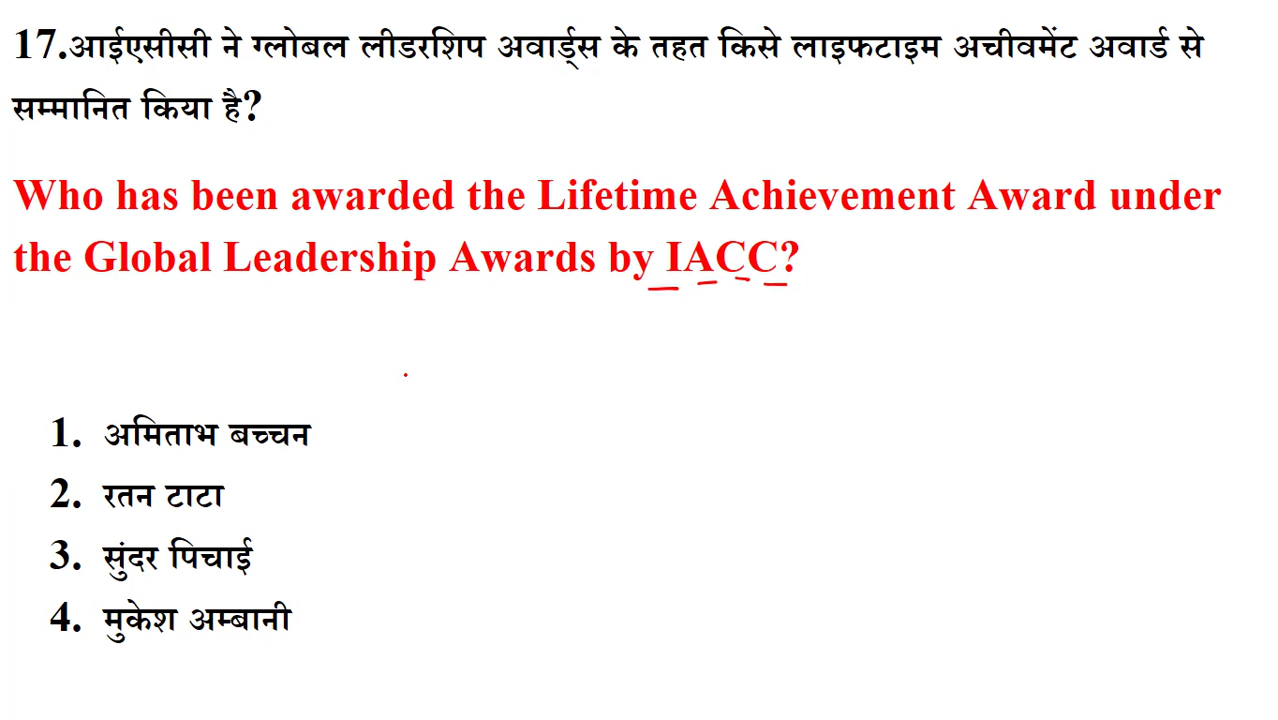 17.आईएसीसी ने ग्लोबल लीडरशिप अवार्ड्स के तहत किसे लाइफटाइम अचीवमेंट अवार्ड से
सम्मानित किया है?
Who has been awarded the Lifetime Achievement Award under
the Global Leadership Awards by IACC?
1. अमिताभ बच्चन
2. रतन टाटा
3. सुंदर पिचाई
4. मुकेश अम्बानी